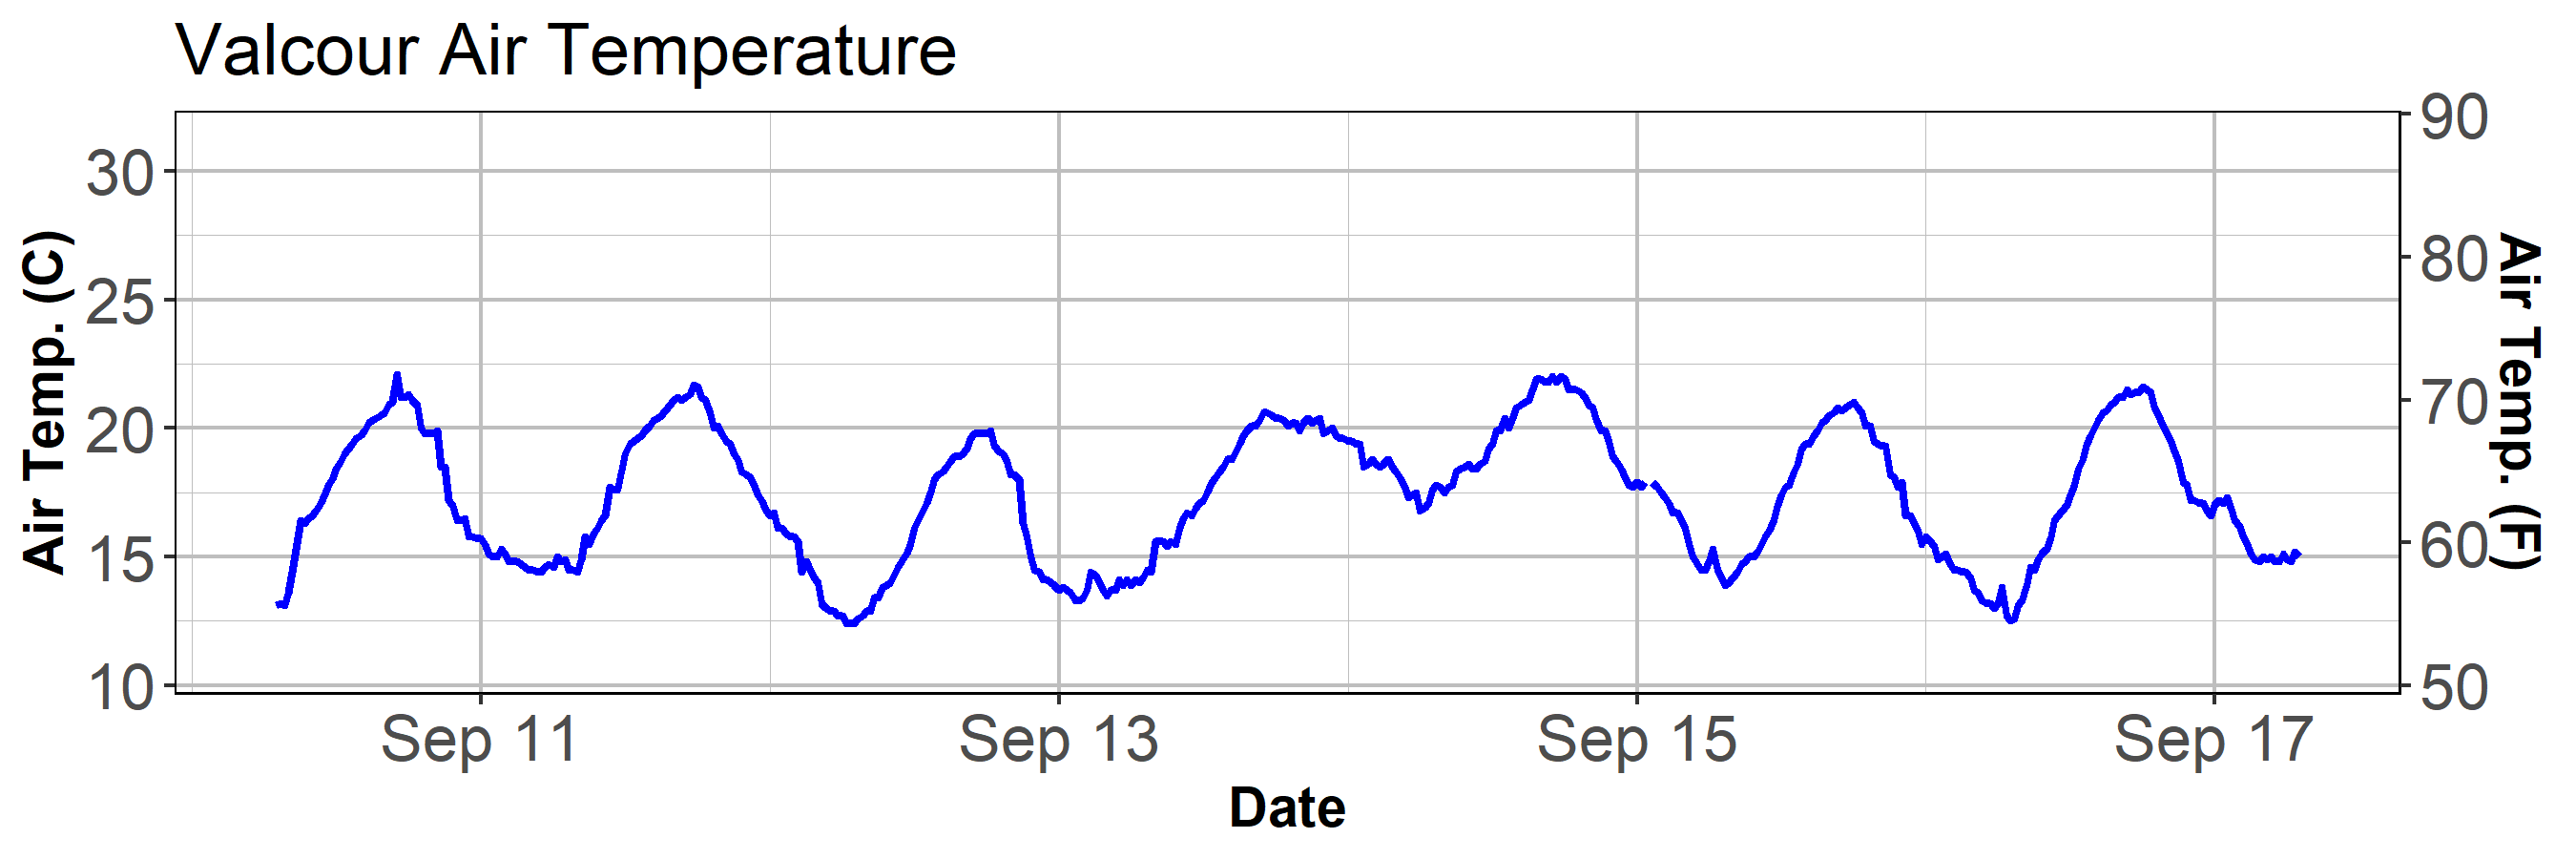 Valcour Air Temperature
Air Temp. (C)
30
25
20
15
10
90
80
70
60
50
Air Temp. (F)
Sep 11
Sep 13
Sep 15
Sep 17
Date